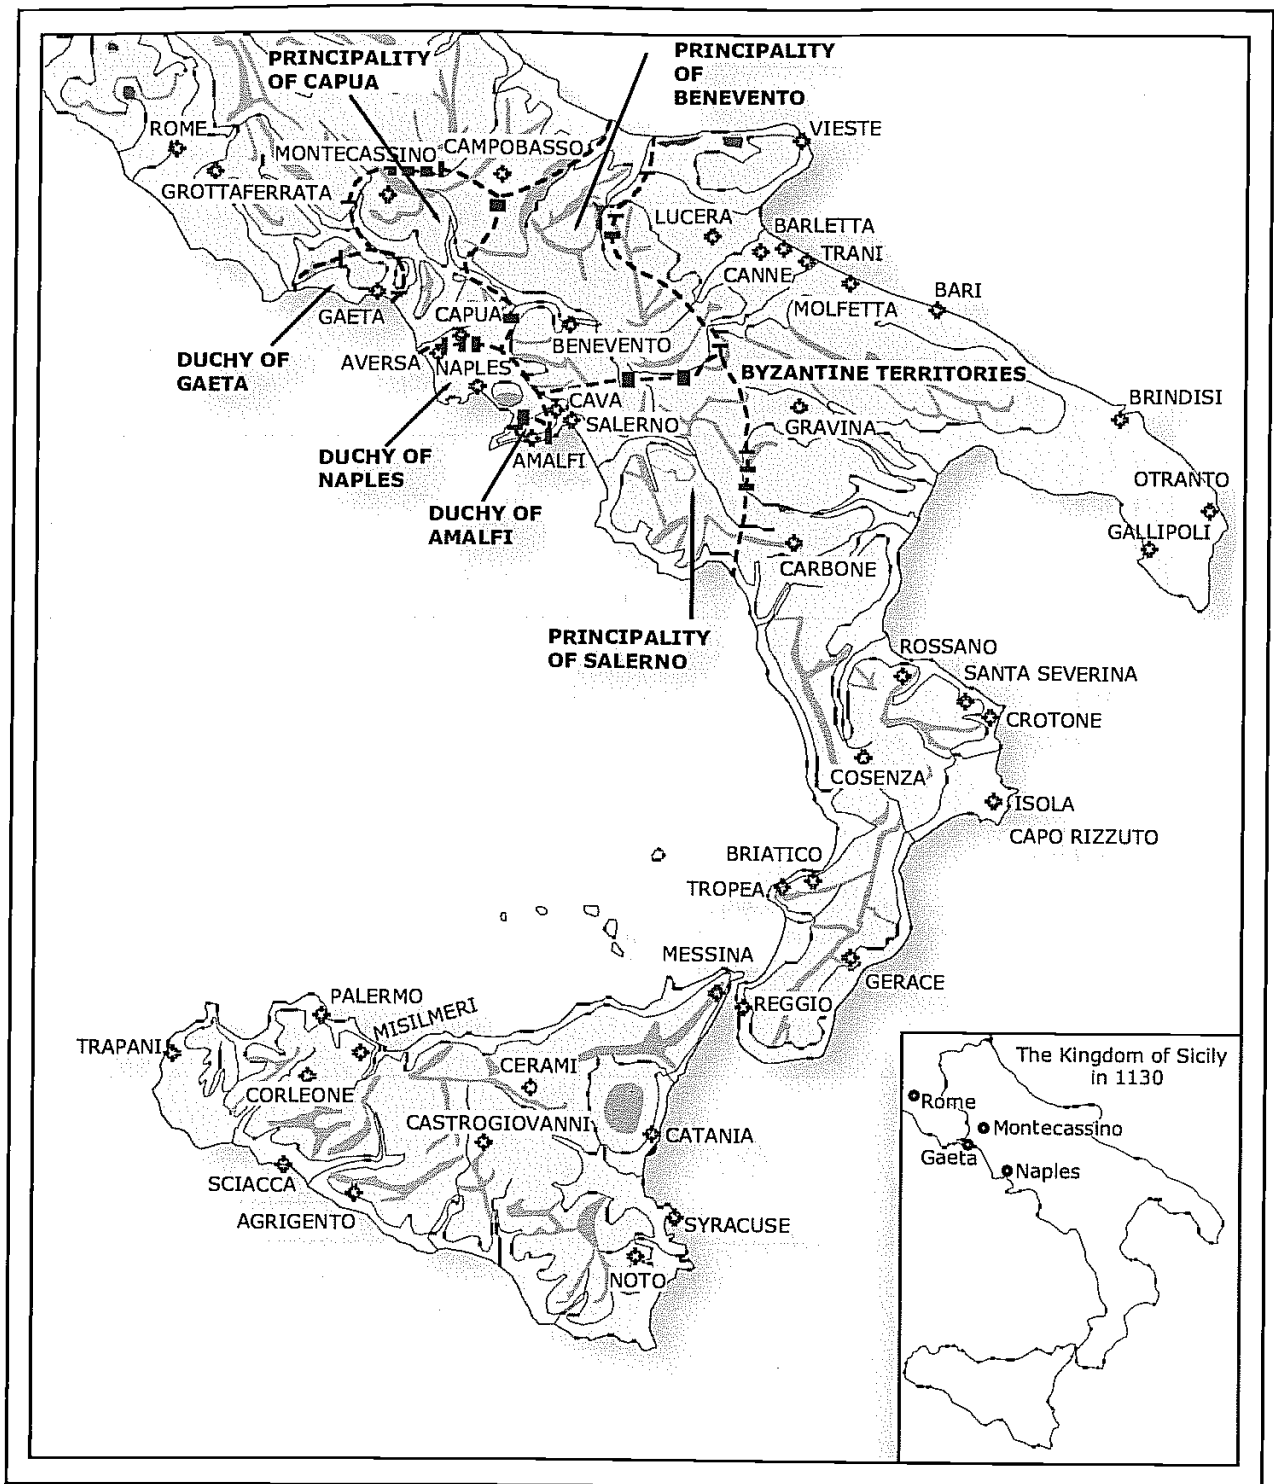 PRINCIPALITY
OF CAPUA
PRINCIPALITY
OF
BENEVENTO
ROME
VIESTE
MONTECASSINO
CAMPOBASSO
GROTTAFERRATA
LUCERA
BARLETTA
TRANI
CANNE
BARI
MOLFETTA
GAETA
CAPUA
BENEVENTO
DUCHY OF
GAETA
AVERSA
NAPLES
BYZANTINE TERRITORIES
CAVA
BRINDISI
SALERNO
GRAVINA
DUCHY OF
NAPLES
AMALFI
OTRANTO
DUCHY OF
AMALFI
GALLIPOLI
CARBONE
PRINCIPALITY
OF SALERNO
ROSSANO
SANTA SEVERINA
CROTONE
COSENZA
ISOLA
CAPO RIZZUTO
BRIATICO
TROPEA
MESSINA
GERACE
PALERMO
REGGIO
MISILMERI
TRAPANI
CERAMI
CORLEONE
CASTROGIOVANNI
CATANIA
SCIACCA
AGRIGENTO
SYRACUSE
NOTO
The Kingdom of Sicily
in 1130
Rome
Montecassino
Gaeta
Naples